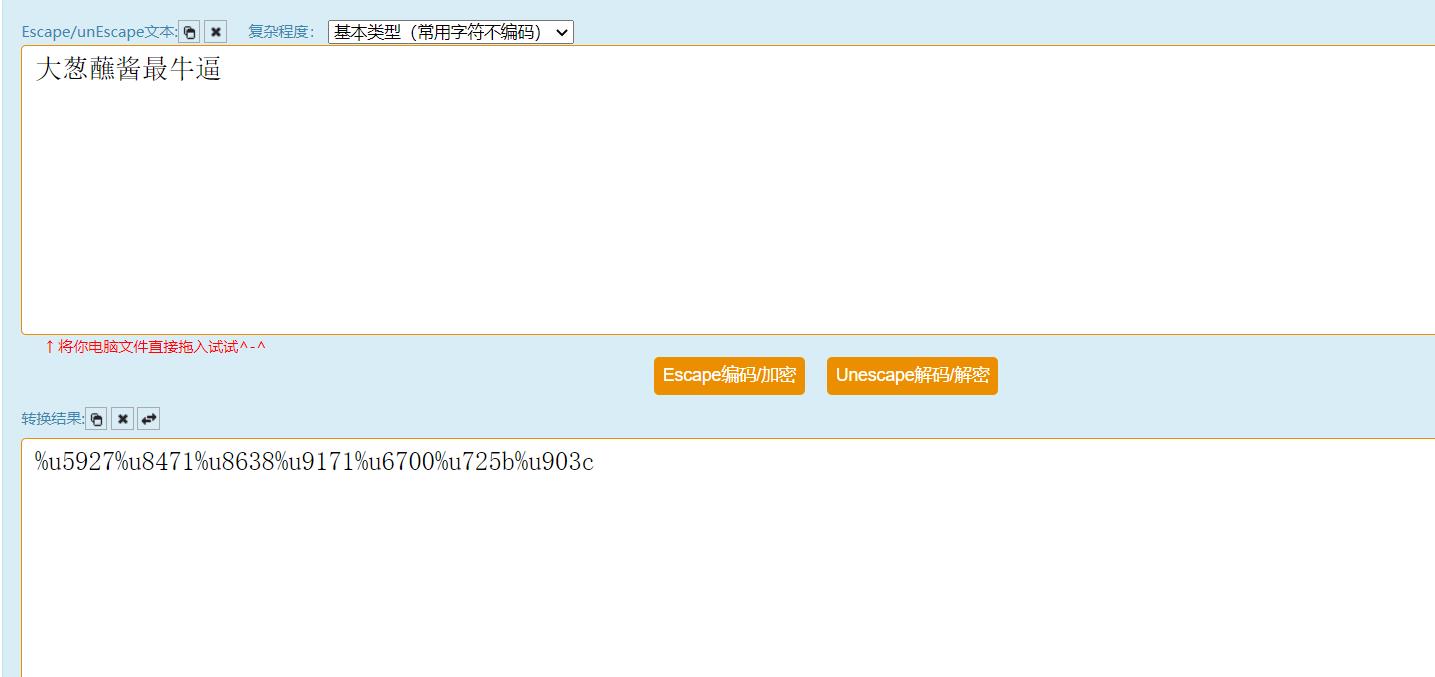 Escape/unEscape文本: 复杂程度： 基本类型（常用字符不编码）
大葱蘸酱最牛逼
↑将你电脑文件直接拖入试试^-^
Escape编码/加密 Unescape解码/解密
转换结果:
%u5927%u8471%u8638%u9171%u6700%u725b%u903c